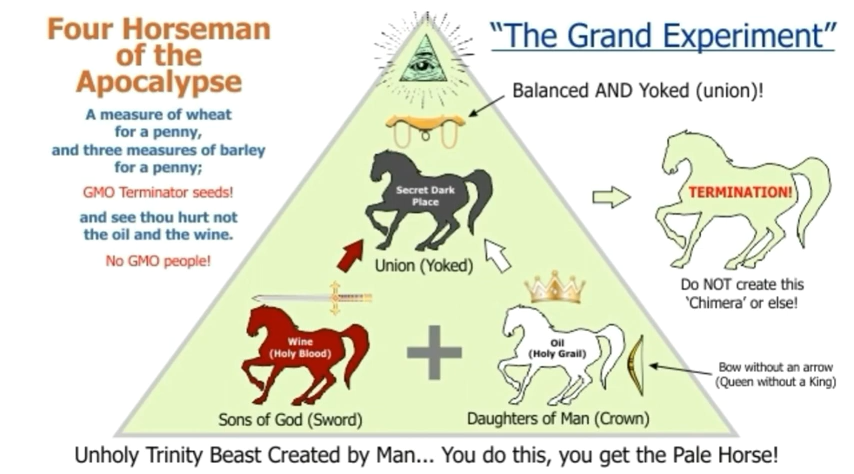 Four Horseman
of the
Apocalypse
A measure of wheat
for a penny,
and three measures of barley
for a penny;
GMO Terminator seeds!
and see thou hurt not
the oil and the wine.
No GMO people!
"The Grand Experiment"
Balanced AND Yoked (union)!
Secret Dark
Place
Union (Yoked)
TERMINATION!
Do NOT create this
'Chimera' or else!
Wine
(Holy Blood)
Sons of God (Sword)
Oil
(Holy Grail)
Daughters of Man (Crown)
Bow without an arrow
(Queen without a King)
Unholy Trinity Beast Created by Man... You do this, you get the Pale Horse!